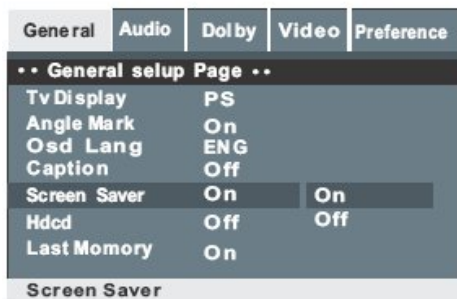 General Audio Dolby Video Preference
•• General selup Page ••
Tv Display PS
Angle Mark On
Osd Lang ENG
Caption Off
Screen Saver On On
Hdcd Off Off
Last Momory On
Screen Saver